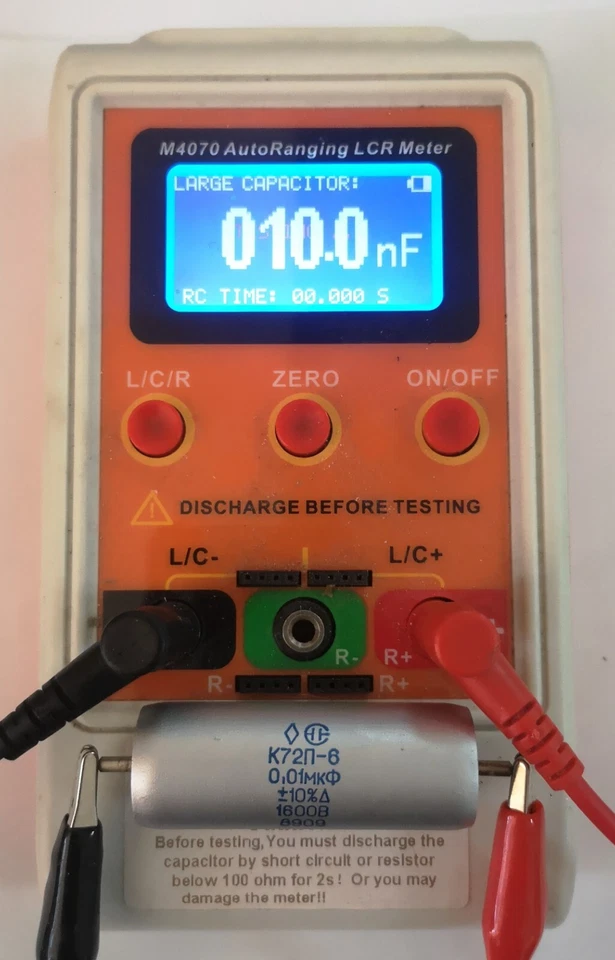 M4070 AutoRanging LCR Meter
LARGE CAPACITOR:
010.0 nF
RC TIME: 00.000 S
L/C/R ZERO ON/OFF
DISCHARGE BEFORE TESTING
L/C- L/C+
R- R+
R- R+
К72П-6
0,01мкФ
±10%Д
1600В
8909
Before testing,You must discharge the
capacitor by short circuit or resistor
below 100 ohm for 2s! Or you may
damage the meter!!